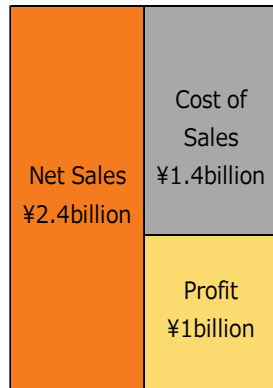 Net Sales
¥2.4billion
Cost of
Sales
¥1.4billion
Profit
¥1billion